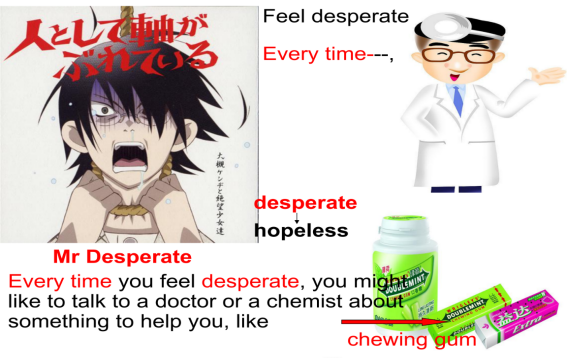 人として軸が
ぶれている
大槻ケンヂと絶望少女達
Feel desperate
Every time---,
desperate
hopeless
Mr Desperate
Every time you feel desperate, you might
like to talk to a doctor or a chemist about
something to help you, like
chewing gum
DOUBLEMINT
DOUBLEMINT
益达
Extra